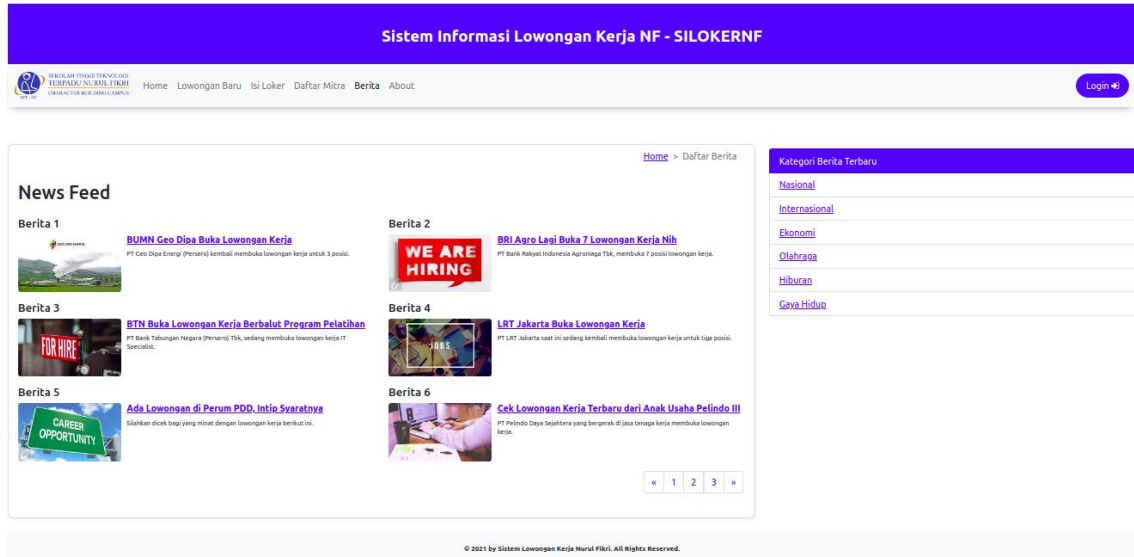 Sistem Informasi Lowongan Kerja NF - SILOKERNF
SEKOLAH TINGGI TEKNOLOGI
TERPADU NURUL FIKRI
CHARACTER BUILDING CAMPUS
STT - NF
Home Lowongan Baru Isi Loker Daftar Mitra Berita About
Login
Home > Daftar Berita
News Feed
Berita 1
BUMN Geo Dipa Buka Lowongan Kerja
PT Geo Dipa Energi (Persero) kembali membuka lowongan kerja untuk 3 posisi.
Berita 2
WE ARE
HIRING
BRI Agro Lagi Buka 7 Lowongan Kerja Nih
PT Bank Rakyat Indonesia Agroniaga Tbk, membuka 7 posisi lowongan kerja.
Berita 3
FOR HIRE
BTN Buka Lowongan Kerja Berbalut Program Pelatihan
PT Bank Tabungan Negara (Persero) Tbk, sedang membuka lowongan kerja IT
Specialist.
Berita 4
JOBS
LRT Jakarta Buka Lowongan Kerja
PT LRT Jakarta saat ini sedang kembali membuka lowongan kerja untuk tiga posisi.
Berita 5
CAREER
OPPORTUNITY
Ada Lowongan di Perum PDD, Intip Syaratnya
Silahkan dicek bagi yang minat dengan lowongan kerja berikut ini.
Berita 6
Cek Lowongan Kerja Terbaru dari Anak Usaha Pelindo III
PT Pelindo Daya Sejahtera yang bergerak di jasa tenaga kerja membuka lowongan
kerja.
« 1 2 3 »
Kategori Berita Terbaru
Nasional
Internasional
Ekonomi
Olahraga
Hiburan
Gaya Hidup
© 2021 by Sistem Lowongan Kerja Nurul Fikri. All Rights Reserved.